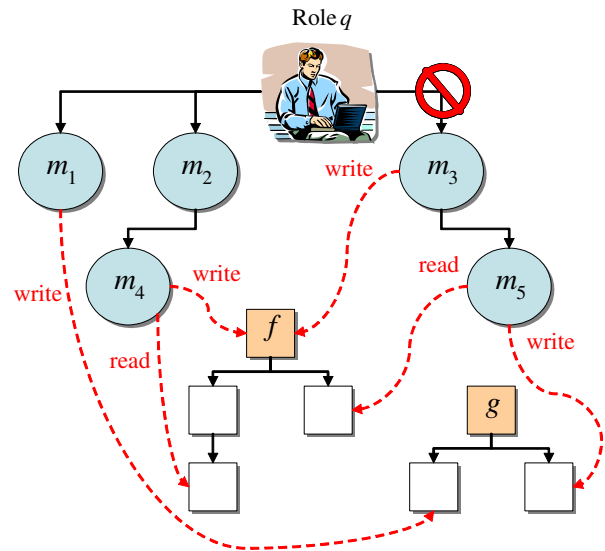 Role q
m1
m2
m3
write
m4
write
read
m5
write
read
f
write
g